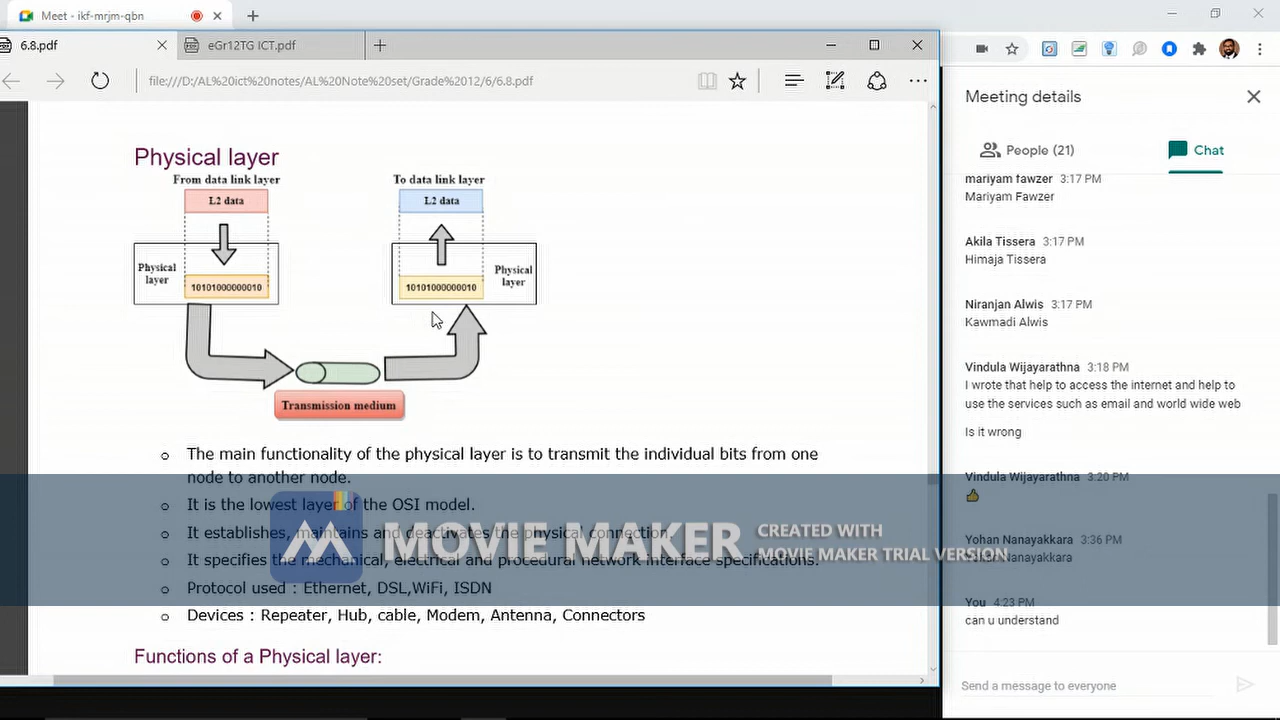 Meet - ikf-mrjm-qbn
6.8.pdf
eGr12TG ICT.pdf
file:///D:/AL%20ict%20notes/AL%20Note%20set/Grade%2012/6/6.8.pdf
Physical layer
From data link layer
To data link layer
L2 data
L2 data
Physical layer
10101000000010
10101000000010
Physical layer
Transmission medium
o The main functionality of the physical layer is to transmit the individual bits from one
node to another node.
o It is the lowest layer of the OSI model.
o It establishes, maintains and deactivates the physical connection.
o It specifies the mechanical, electrical and procedural network interface specifications.
o Protocol used : Ethernet, DSL,WiFi, ISDN
o Devices : Repeater, Hub, cable, Modem, Antenna, Connectors
Functions of a Physical layer:
MOVIE MAKER
CREATED WITH
MOVIE MAKER TRIAL VERSION
Meeting details
People (21)
Chat
mariyam fawzer 3:17 PM
Mariyam Fawzer
Akila Tissera 3:17 PM
Himaja Tissera
Niranjan Alwis 3:17 PM
Kawmadi Alwis
Vindula Wijayarathna 3:18 PM
I wrote that help to access the internet and help to
use the services such as email and world wide web
Is it wrong
Vindula Wijayarathna 3:20 PM
👍
Yohan Nanayakkara 3:36 PM
Yohan Nanayakkara
You 4:23 PM
can u understand
Send a message to everyone